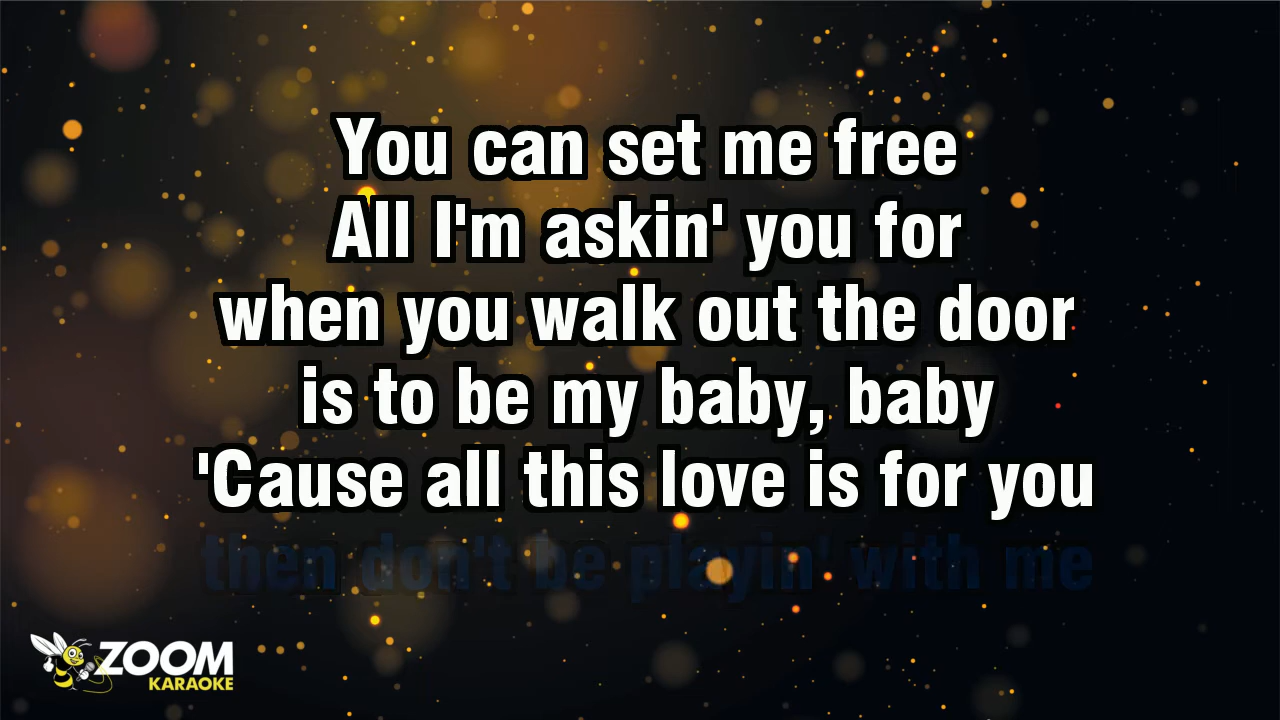 You can set me free
All I'm askin' you for
when you walk out the door
is to be my baby, baby
'Cause all this love is for you
then don't be playin' with me
ZOOM
KARAOKE